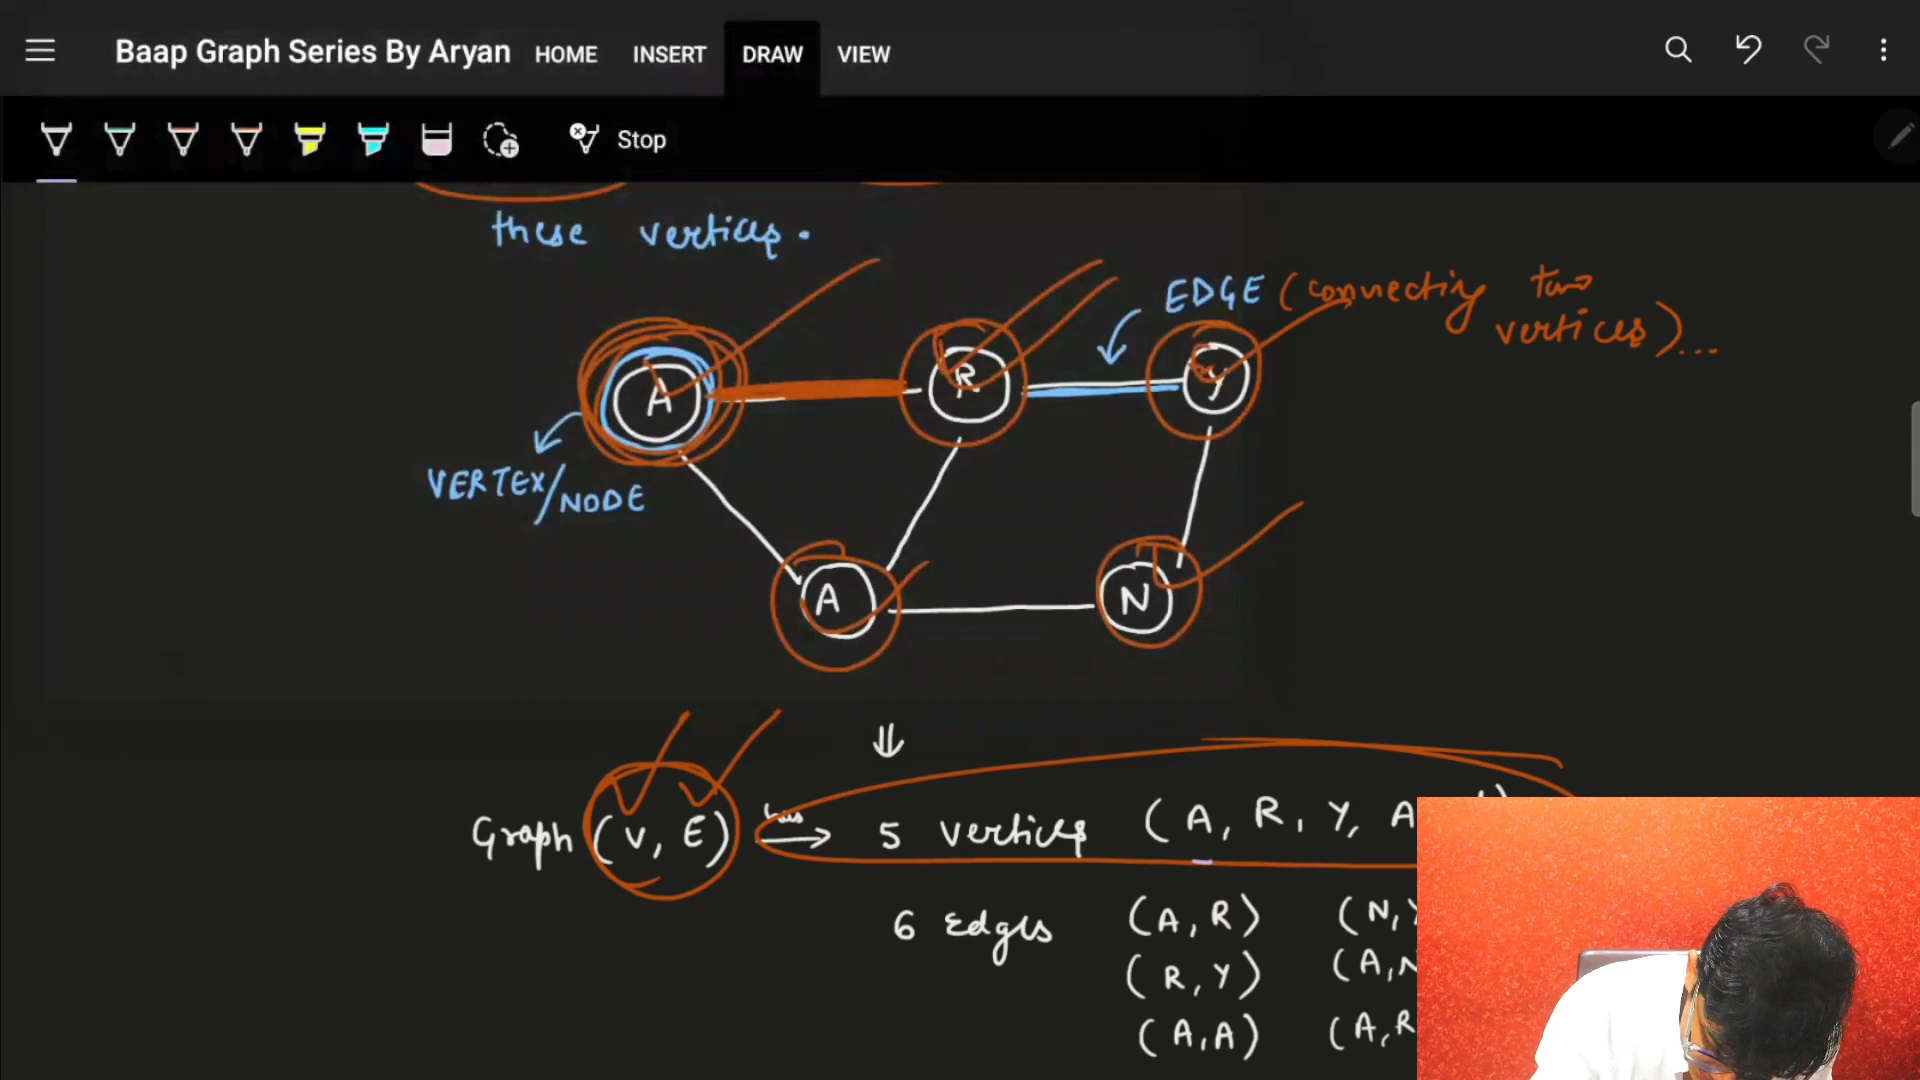 Baap Graph Series By Aryan HOME INSERT DRAW VIEW
Stop
these vertices.
EDGE (connecting two
vertices)...
A R Y
VERTEX/NODE
A N
Graph (V, E) has 5 vertices (A, R, Y, A
6 Edges (A, R) (N, Y
(R, Y) (A, N
(A, A) (A, R